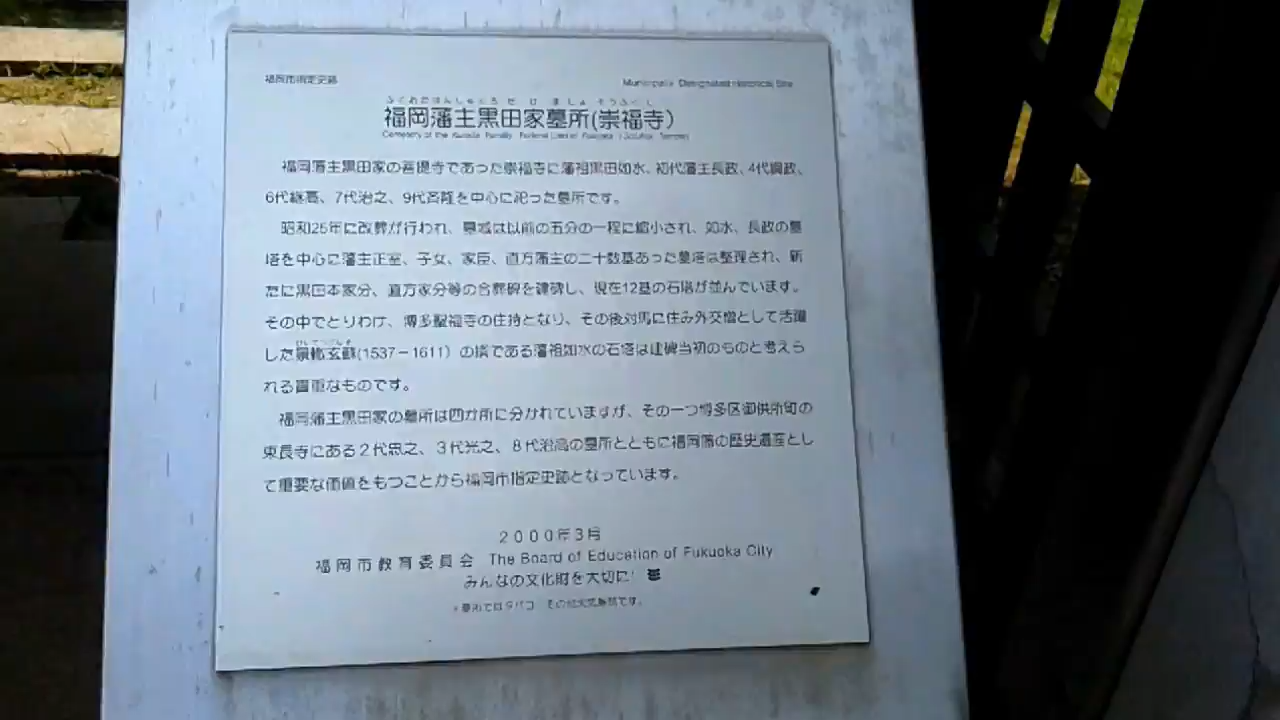 福岡市指定史跡
Municipally Designated Historical Site
ふくおかはんしゅくろだけぼしょそうふくじ
福岡藩主黒田家墓所(崇福寺)
Cemetery of the Kuroda Family, Feudal Lord of Fukuoka (Sofukuji Temple)
福岡藩主黒田家の菩提寺であった崇福寺に藩祖黒田如水、初代藩主長政、4代綱政、
6代継高、7代治之、9代斉隆を中心に祀った墓所です。
昭和25年に改葬が行われ、墓域は以前の五分の一程に縮小され、如水、長政の墓
塔を中心に藩主正室、子女、家臣、直方藩主の二十数基あった墓塔は整理され、新
たに黒田本家分、直方家分等の合葬碑を建碑し、現在12基の石塔が並んでいます。
その中でとりわけ、博多聖福寺の住持となり、その後対馬に住み外交僧として活躍
した景轍玄蘇(1537－1611）の撰である藩祖如水の石塔は建碑当初のものと考えら
れる貴重なものです。
福岡藩主黒田家の墓所は四か所に分かれていますが、その一つ博多区御供所町の
東長寺にある２代忠之、３代光之、８代治高の墓所とともに福岡藩の歴史遺産とし
て重要な価値をもつことから福岡市指定史跡となっています。
２０００年３月
福岡市教育委員会 The Board of Education of Fukuoka City
みんなの文化財を大切に!